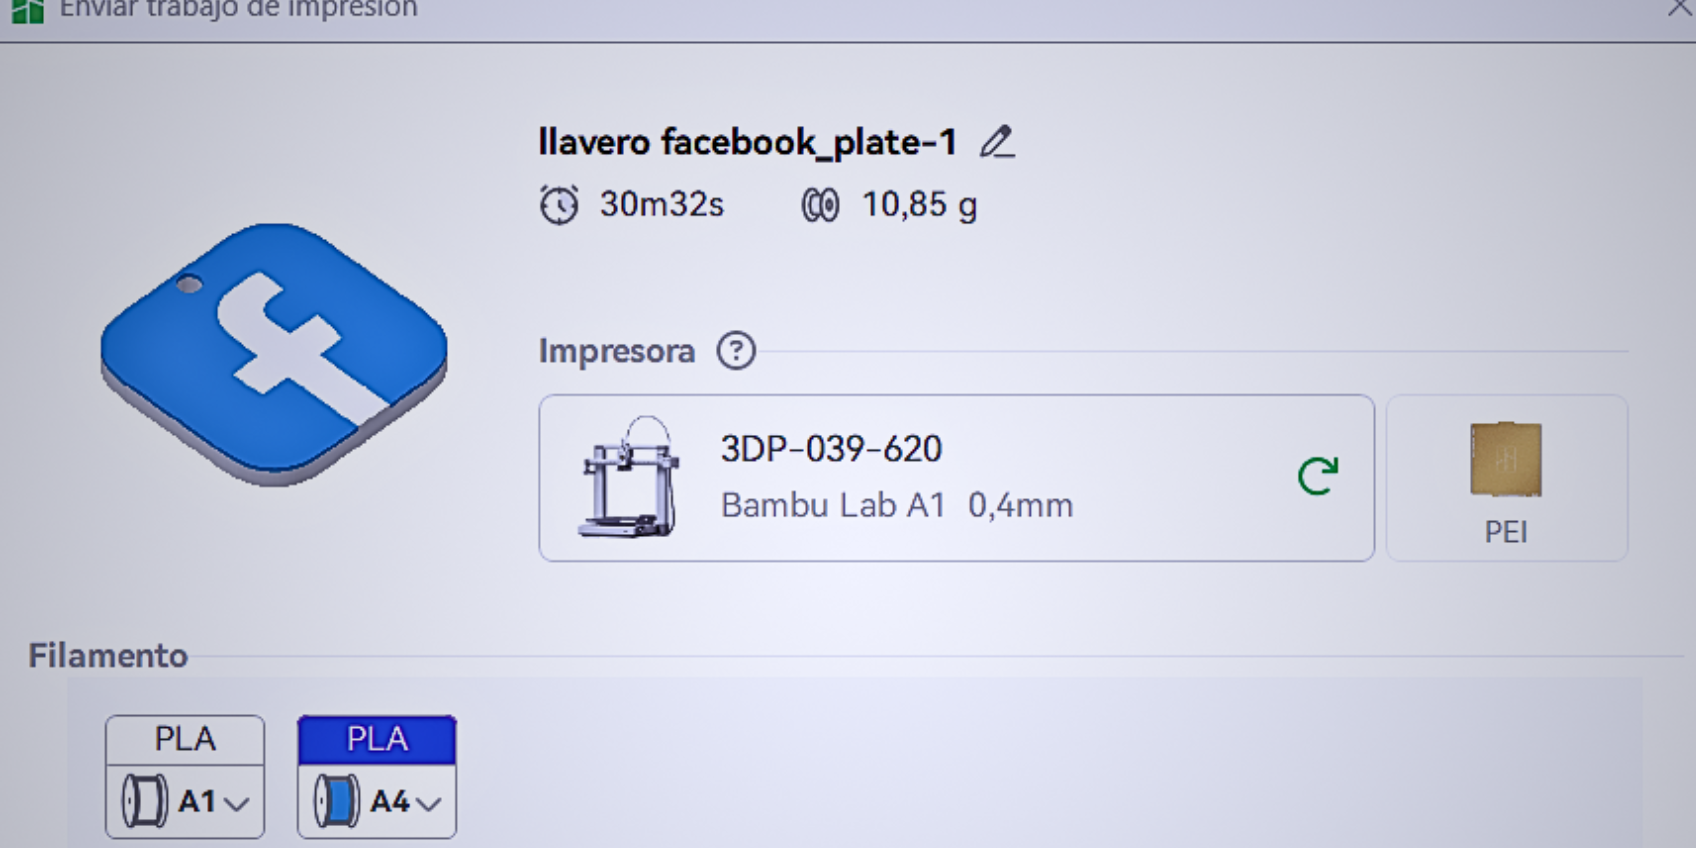 Enviar trabajo de impresión
llavero facebook_plate-1
30m32s 10,85 g
Impresora ?
3DP-039-620
Bambu Lab A1 0,4mm
PEI
Filamento
PLA PLA
A1 A4